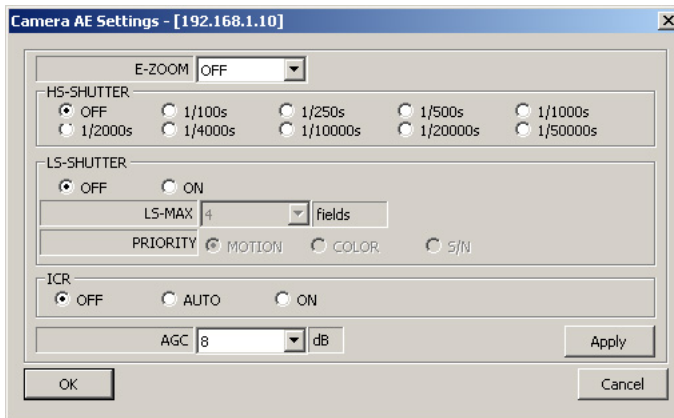 Camera AE Settings - [192.168.1.10]
E-ZOOM OFF
HS-SHUTTER
OFF 1/100s 1/250s 1/500s 1/1000s
1/2000s 1/4000s 1/10000s 1/20000s 1/50000s
LS-SHUTTER
OFF ON
LS-MAX 4 fields
PRIORITY MOTION COLOR S/N
ICR
OFF AUTO ON
AGC 8 dB Apply
OK Cancel